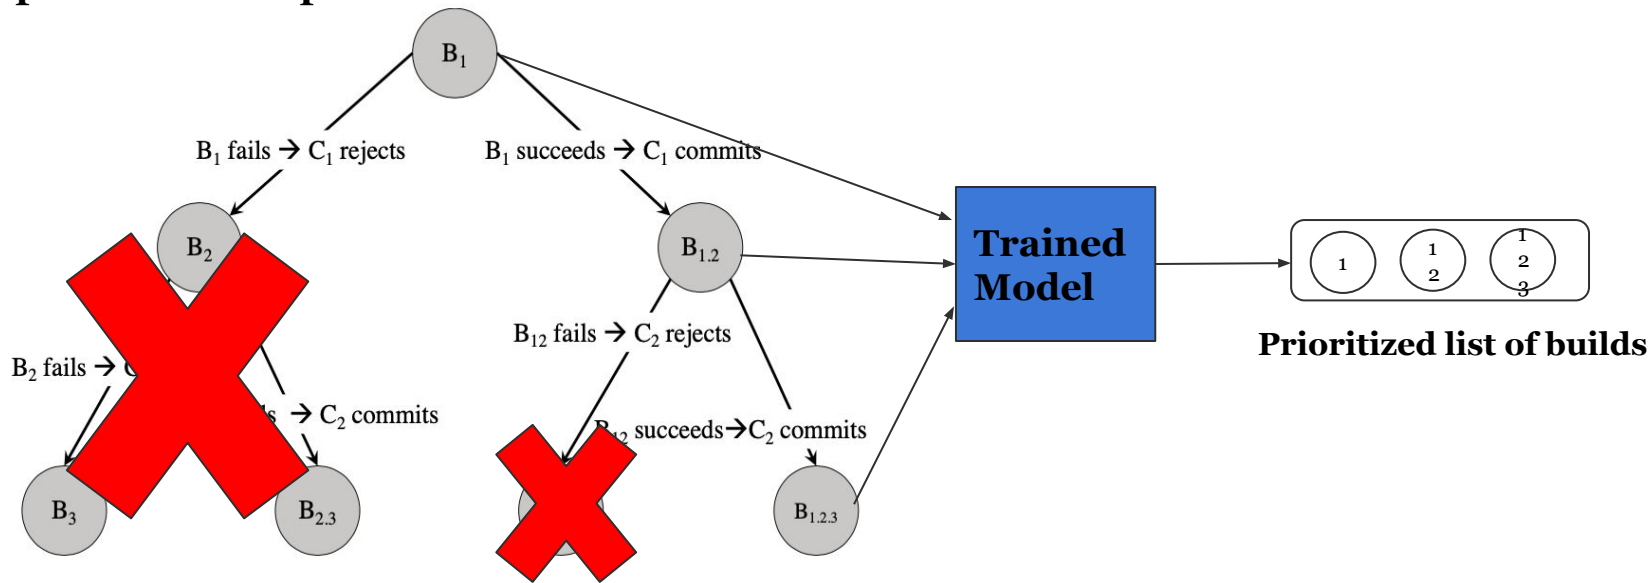 B1
B1 fails → C1 rejects
B1 succeeds → C1 commits
B2
B1.2
Trained
Model
1
1
2
1
2
3
Prioritized list of builds
B12 fails → C2 rejects
B2 fails →
→ C2 commits
B12 succeeds→C2 commits
B3
B2.3
B1.2.3